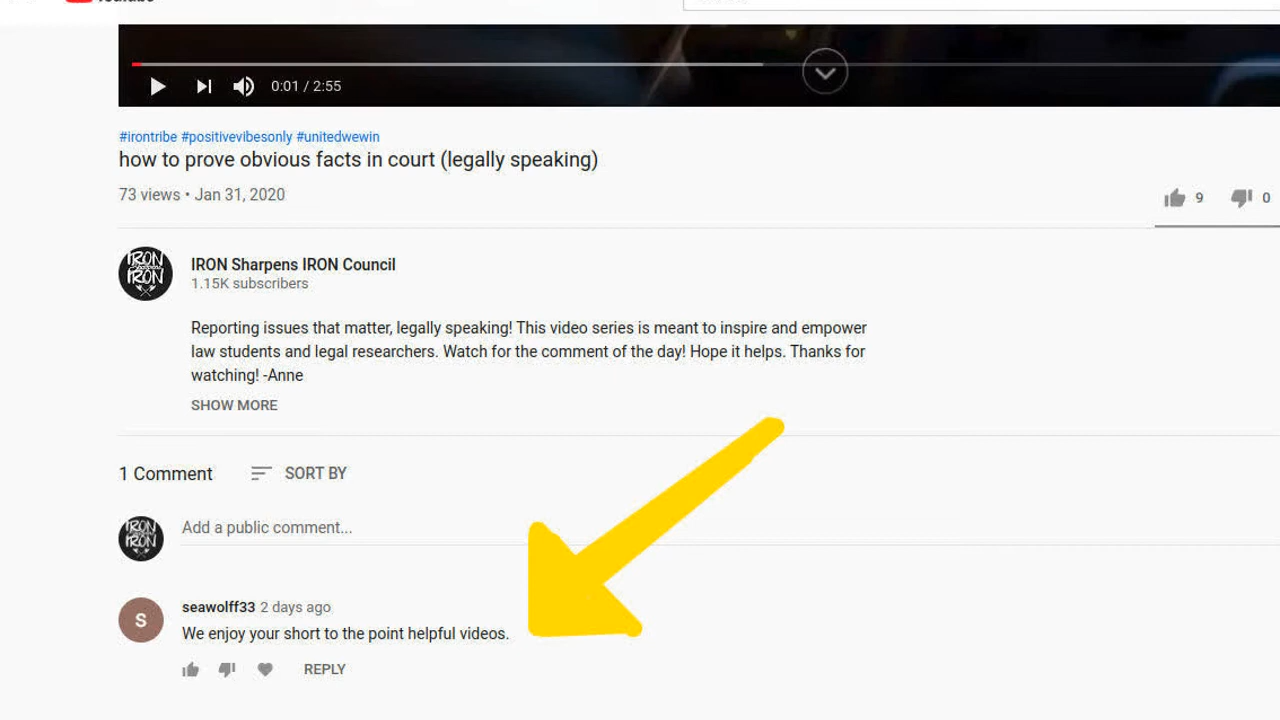 0:01 / 2:55
#irontribe #positivevibesonly #unitedwewin
how to prove obvious facts in court (legally speaking)
73 views • Jan 31, 2020
9 0
IRON
IRON
IRON Sharpens IRON Council
1.15K subscribers
Reporting issues that matter, legally speaking! This video series is meant to inspire and empower
law students and legal researchers. Watch for the comment of the day! Hope it helps. Thanks for
watching! -Anne
SHOW MORE
1 Comment SORT BY
IRON
IRON
Add a public comment...
S
seawolff33 2 days ago
We enjoy your short to the point helpful videos.
REPLY